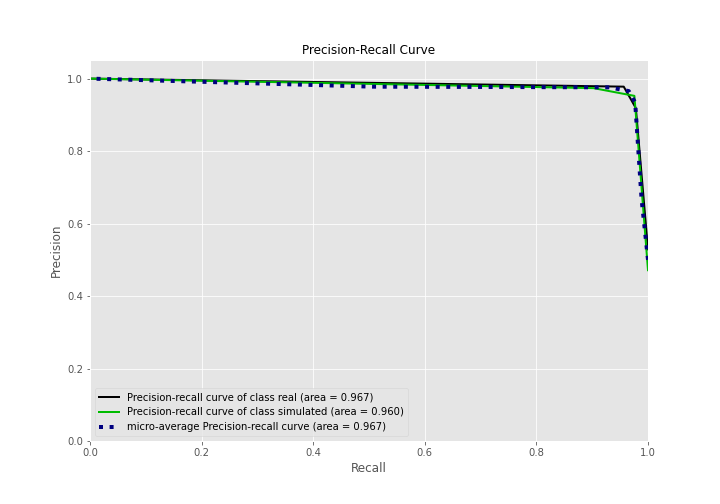 Precision-Recall Curve
1.0
0.8
0.6
0.4
0.2
0.0
Precision
Precision-recall curve of class real (area = 0.967)
Precision-recall curve of class simulated (area = 0.960)
micro-average Precision-recall curve (area = 0.967)
0.0 0.2 0.4 0.6 0.8 1.0
Recall